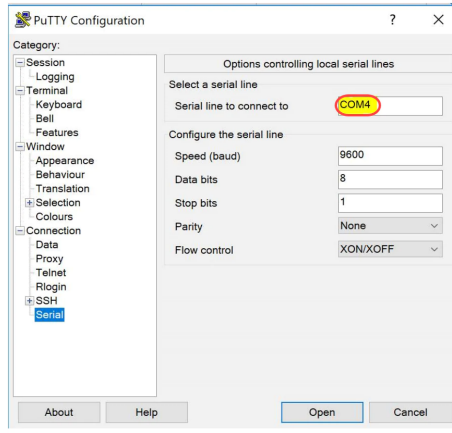 PuTTY Configuration
?
Category:
Session
Logging
Terminal
Keyboard
Bell
Features
Window
Appearance
Behaviour
Translation
Selection
Colours
Connection
Data
Proxy
Telnet
Rlogin
SSH
Serial
Options controlling local serial lines
Select a serial line
Serial line to connect to COM4
Configure the serial line
Speed (baud) 9600
Data bits 8
Stop bits 1
Parity None
Flow control XON/XOFF
About Help Open Cancel